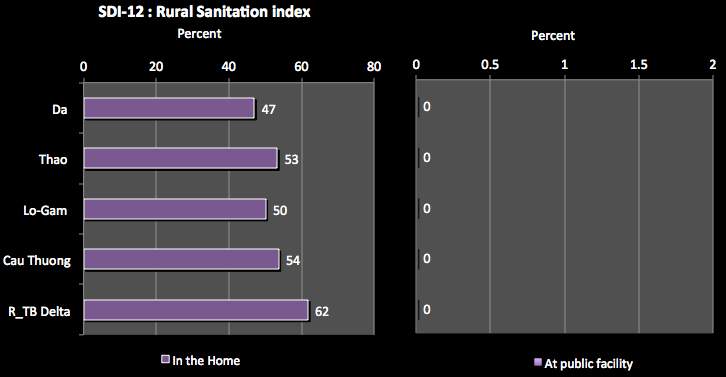 SDI-12 : Rural Sanitation index
Percent
0 20 40 60 80
Da 47
Thao 53
Lo-Gam 50
Cau Thuong 54
R_TB Delta 62
In the Home
Percent
0 0.5 1 1.5 2
0
0
0
0
0
At public facility